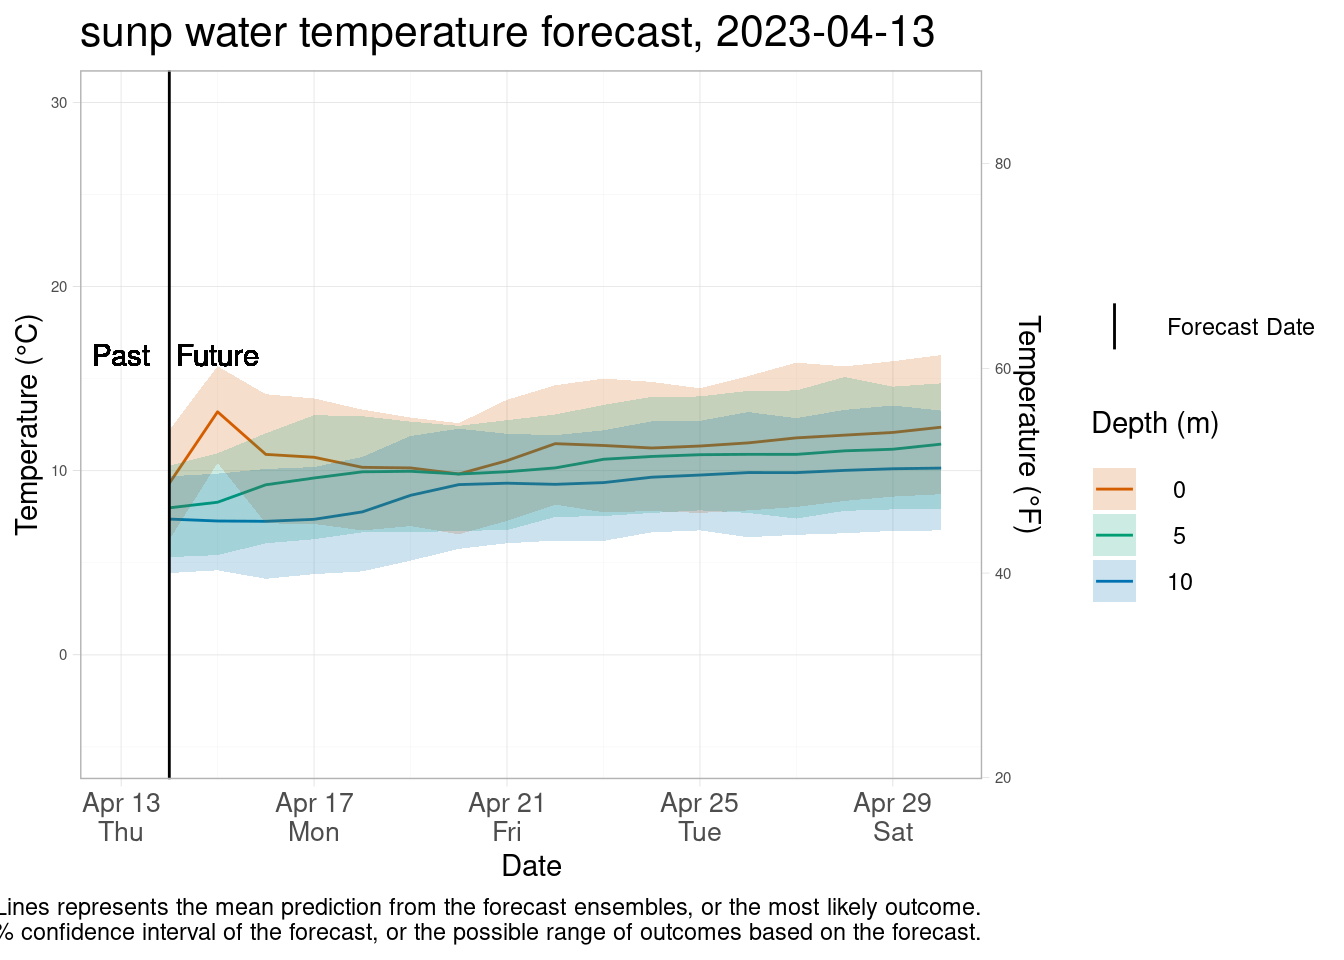 sunp water temperature forecast, 2023-04-13
30
20
10
0
Temperature (°C)
Past
Future
80
60
40
20
Temperature (°F)
Apr 13
Thu
Apr 17
Mon
Apr 21
Fri
Apr 25
Tue
Apr 29
Sat
Date
Forecast Date
Depth (m)
0
5
10
Lines represents the mean prediction from the forecast ensembles, or the most likely outcome.
% confidence interval of the forecast, or the possible range of outcomes based on the forecast.